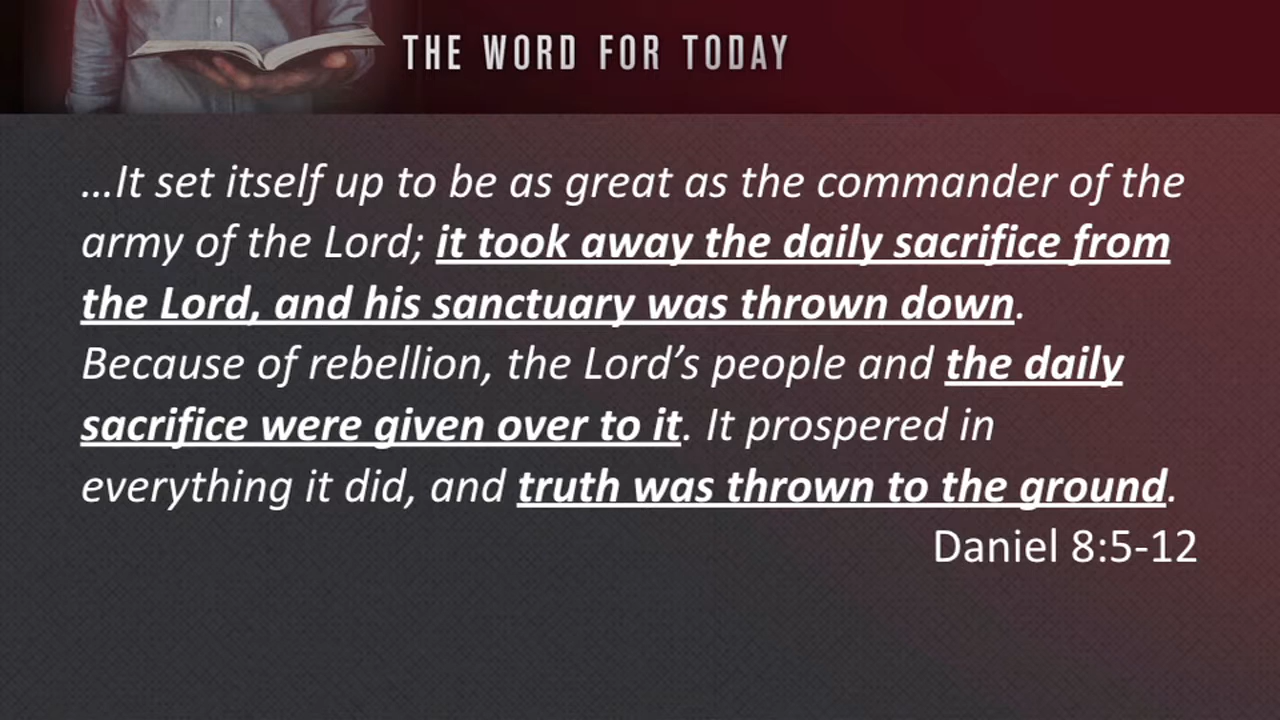 THE WORD FOR TODAY
…It set itself up to be as great as the commander of the
army of the Lord; it took away the daily sacrifice from
the Lord, and his sanctuary was thrown down.
Because of rebellion, the Lord’s people and the daily
sacrifice were given over to it. It prospered in
everything it did, and truth was thrown to the ground.
Daniel 8:5-12